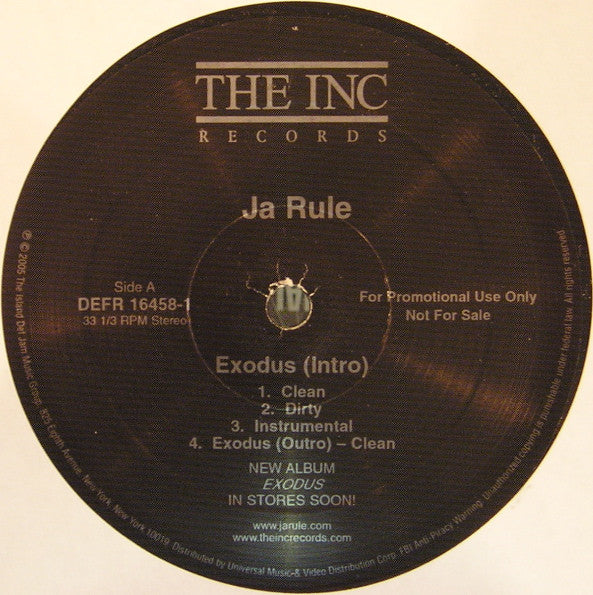 THE INC
RECORDS
Ja Rule
Side A
DEFR 16458-1
33 1/3 RPM Stereo
For Promotional Use Only
Not For Sale
Exodus (Intro)
1. Clean
2. Dirty
3. Instrumental
4. Exodus (Outro) – Clean
NEW ALBUM
EXODUS
IN STORES SOON!
www.jarule.com
www.theincrecords.com
℗ © 2005 The Island Def Jam Music Group, 825 Eighth Avenue, New York, New York 10019. Distributed by Universal Music & Video Distribution Corp. FBI Anti Piracy Warning: Unauthorized copying is punishable under federal law. All rights reserved